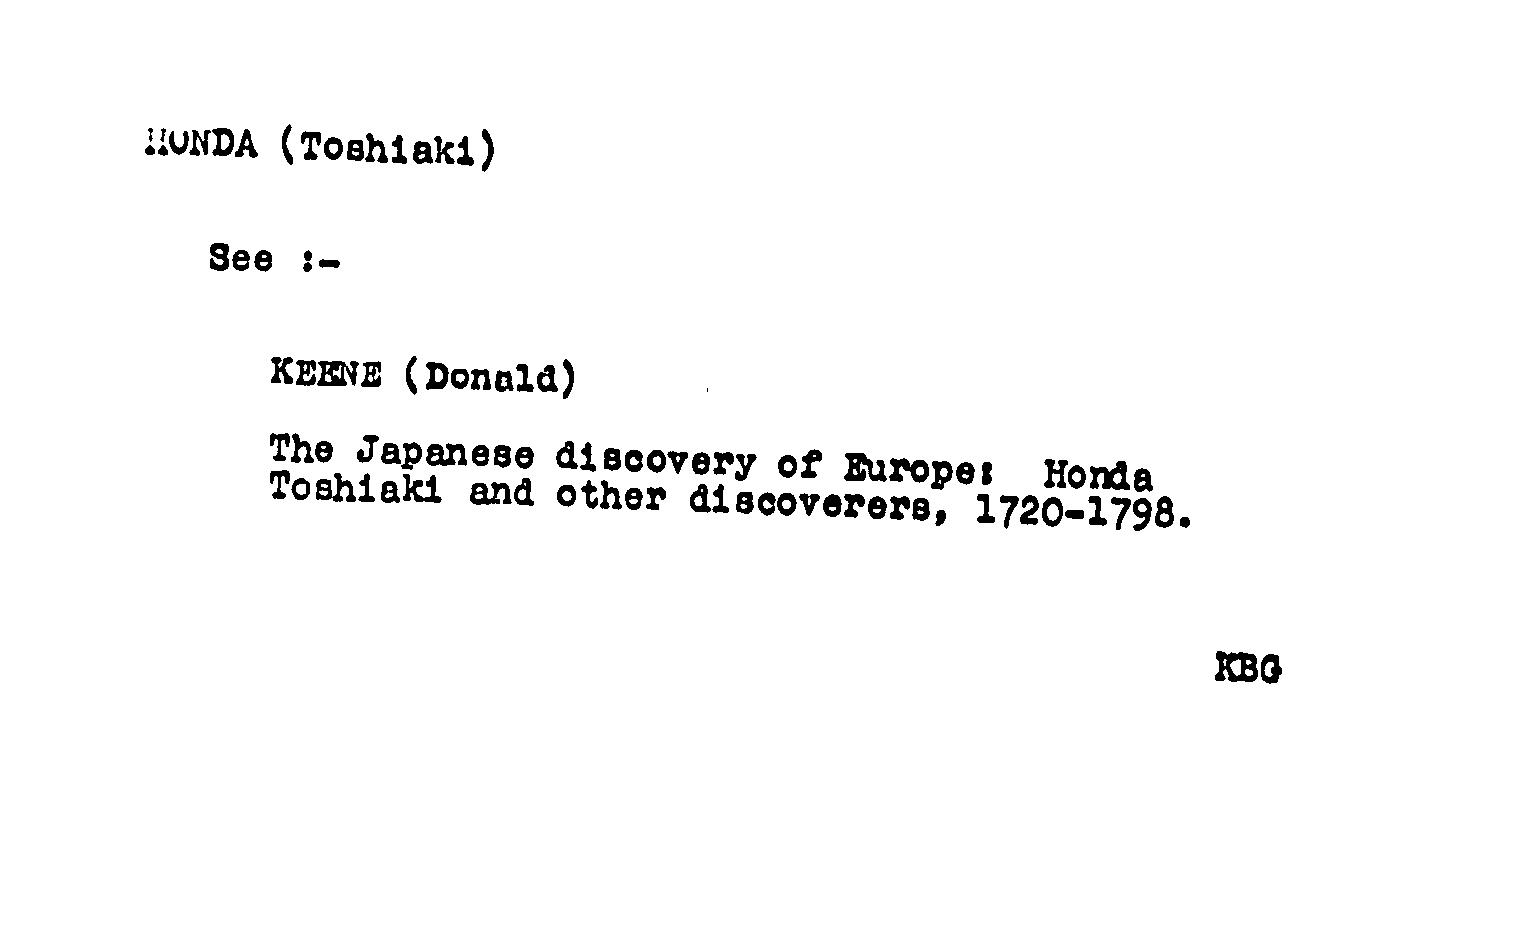 HONDA (Toshiaki)
See :-
KEENE (Donald)
The Japanese discovery of Europe: Honda
Toshiaki and other discoverers, 1720-1798.
KBG